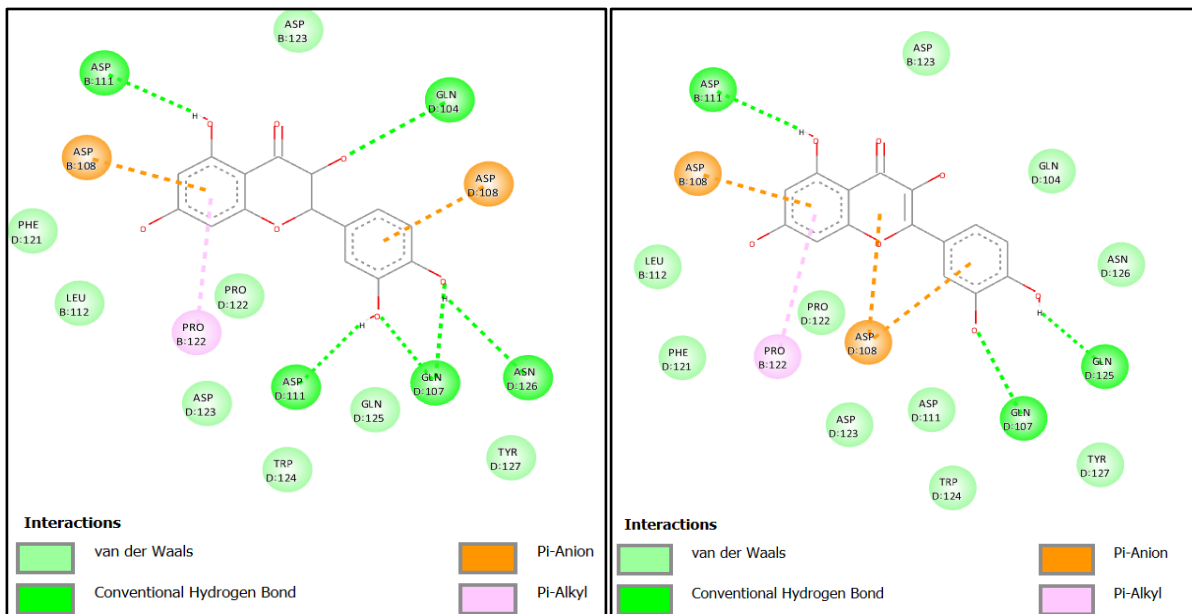 ASP
B:123
ASP
B:111
GLN
D:104
H
O
O
O
ASP
B:108
ASP
D:108
PHE
D:121
O
O
LEU
B:112
PRO
D:122
O
H
PRO
B:122
O
H
ASP
D:111
GLN
D:107
ASN
D:126
ASP
D:123
GLN
D:125
TRP
D:124
TYR
D:127
Interactions
van der Waals
Conventional Hydrogen Bond
Pi-Anion
Pi-Alkyl
ASP
B:123
ASP
B:111
H
O
O
GLN
D:104
ASP
B:108
O
O
O
LEU
B:112
ASN
D:126
PRO
D:122
O
H
O
PHE
D:121
PRO
B:122
ASP
D:108
GLN
D:125
ASP
D:123
ASP
D:111
GLN
D:107
TRP
D:124
TYR
D:127
Interactions
van der Waals
Conventional Hydrogen Bond
Pi-Anion
Pi-Alkyl